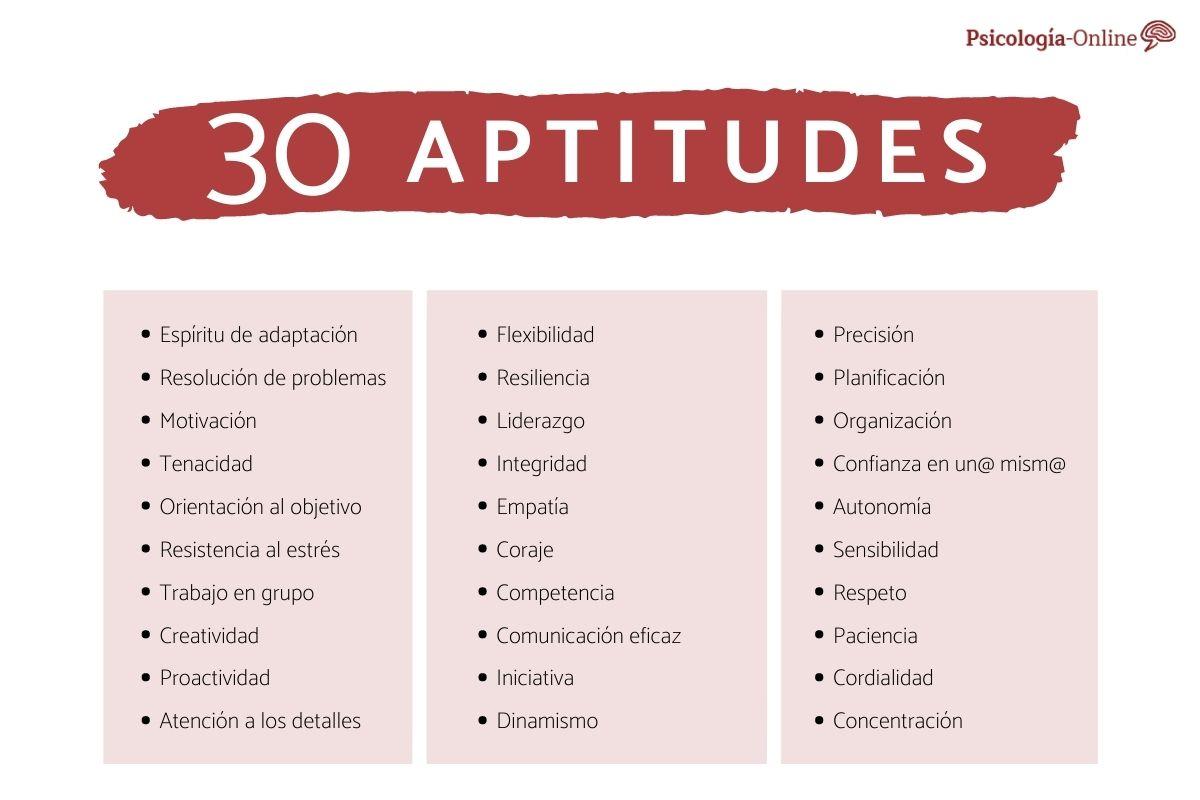 Psicología-Online
30 APTITUDES
Espíritu de adaptación
Resolución de problemas
Motivación
Tenacidad
Orientación al objetivo
Resistencia al estrés
Trabajo en grupo
Creatividad
Proactividad
Atención a los detalles
Flexibilidad
Resiliencia
Liderazgo
Integridad
Empatía
Coraje
Competencia
Comunicación eficaz
Iniciativa
Dinamismo
Precisión
Planificación
Organización
Confianza en un@ mism@
Autonomía
Sensibilidad
Respeto
Paciencia
Cordialidad
Concentración